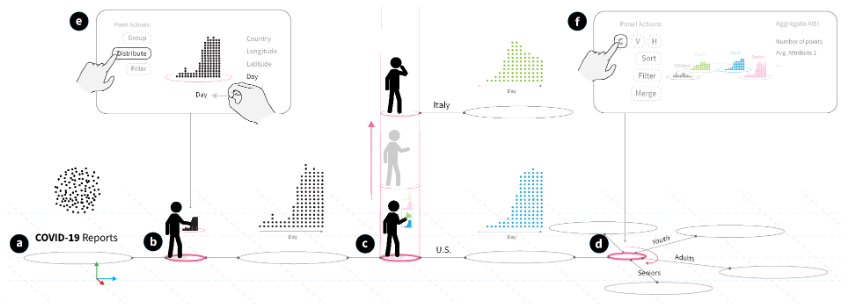 e
Panel Actions:
Group
Distribute
Filter
Country
Longitude
Latitude
Day
Day
f
Panel Actions:
C V H
Sort
Filter
Merge
Aggregate Attr.
Number of points
Avg. Attribute 1
...
Day
Italy
a
COVID-19 Reports
b
Day
c
U.S.
Day
d
Youth
Adults
Seniors